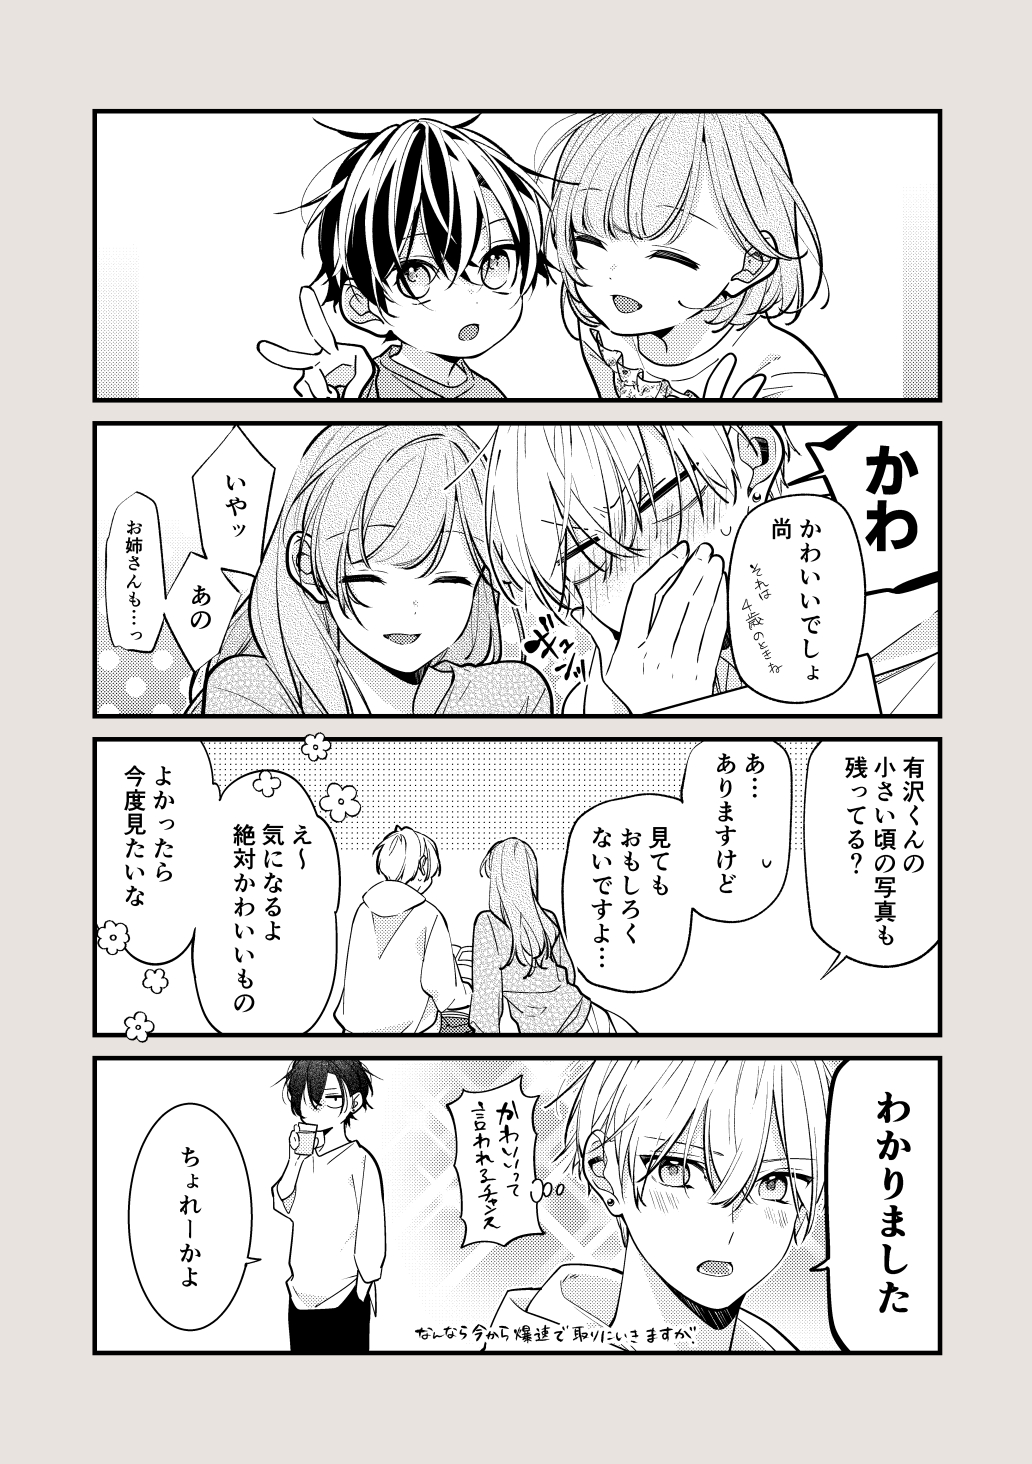 かわ
かわいいでしょ
尚
それは
4歳のときね
ギュンッ
いやッ
あの
お姉さんも…っ
有沢くんの
小さい頃の写真も
残ってる？
あ…
ありますけど
見ても
おもしろく
ないですよ…
え〜
気になるよ
絶対かわいいもの
よかったら
今度見たいな
わかりました
かわいいって
言われるチャンス
なんなら今から爆速で取りにいきますが？
ちょれーかよ